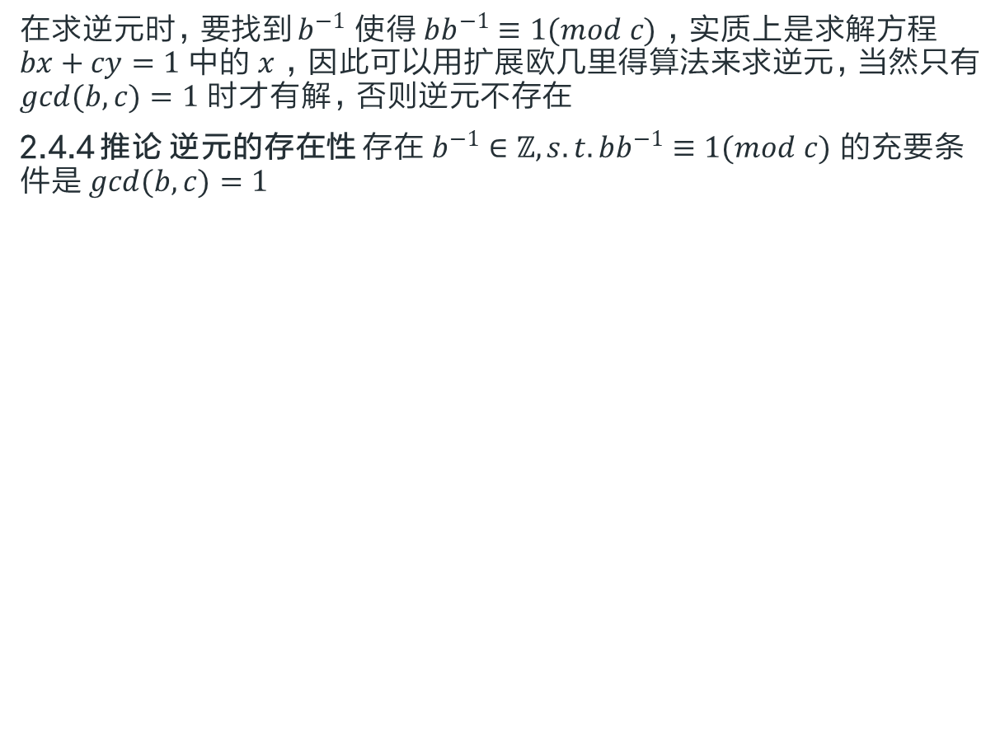 在求逆元时，要找到 b⁻¹ 使得 bb⁻¹ ≡ 1(mod c) ，实质上是求解方程
bx + cy = 1 中的 x ，因此可以用扩展欧几里得算法来求逆元，当然只有
gcd(b, c) = 1 时才有解，否则逆元不存在
2.4.4 推论 逆元的存在性 存在 b⁻¹ ∈ ℤ, s. t. bb⁻¹ ≡ 1(mod c) 的充要条
件是 gcd(b, c) = 1